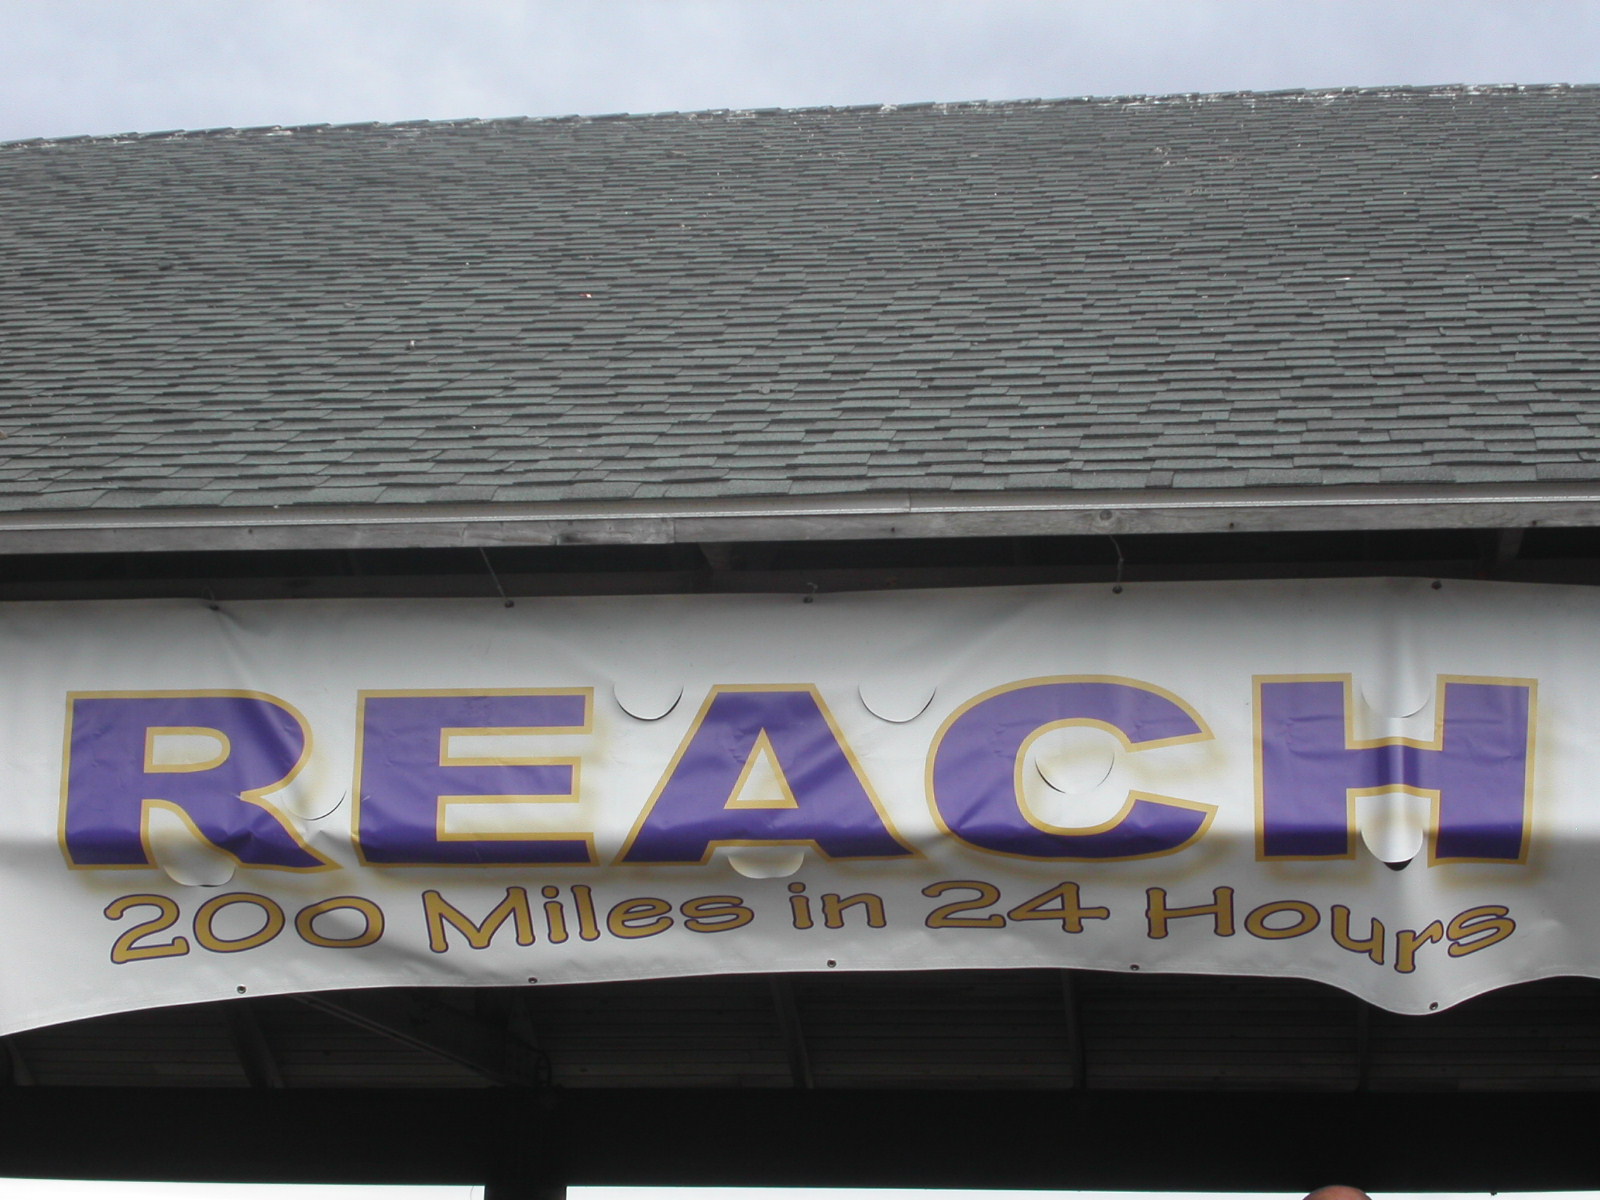 REACH
200 Miles in 24 Hours